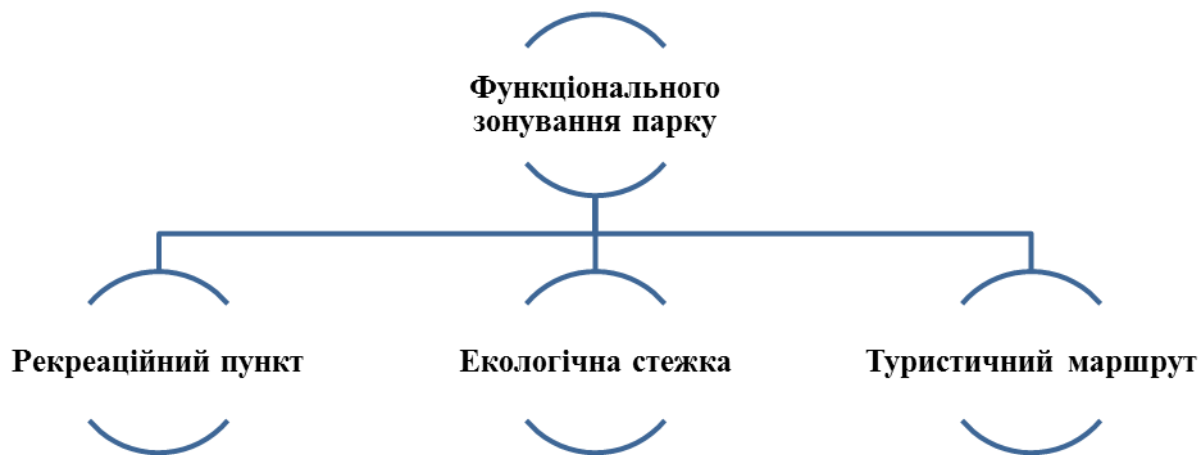 Функціонального
зонування парку
Рекреаційний пункт
Екологічна стежка
Туристичний маршрут